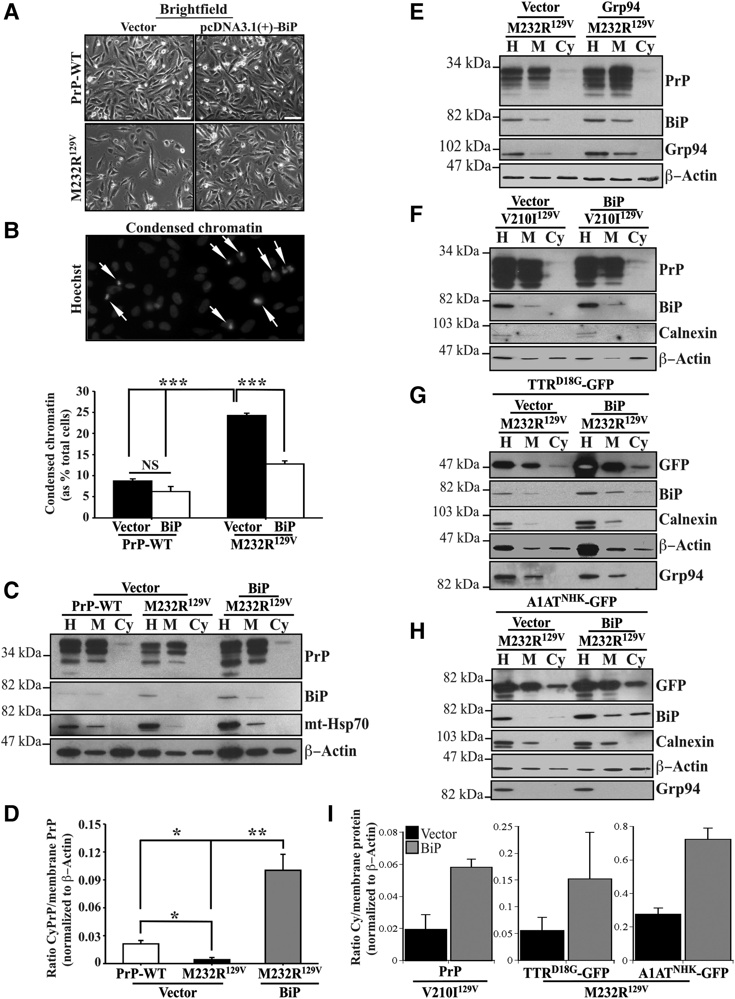 A
Brightfield
Vector pcDNA3.1(+)-BiP
PrP-WT
M232R129V
B
Condensed chromatin
Hoechst
Condensed chromatin
(as % total cells)
*** ***
30
25
20
15
10
5
0
NS
Vector BiP Vector BiP
PrP-WT M232R129V
C
Vector BiP
PrP-WT M232R129V M232R129V
H M Cy H M Cy H M Cy
34 kDa PrP
82 kDa BiP
82 kDa mt-Hsp70
47 kDa β-Actin
D
Ratio CyPrP/membrane PrP
(normalized to β-Actin)
0.15
0.12
0.09
0.06
0.03
0
* **
*
PrP-WT M232R129V M232R129V
Vector BiP
E
Vector Grp94
M232R129V M232R129V
H M Cy H M Cy
34 kDa PrP
82 kDa BiP
102 kDa Grp94
47 kDa β-Actin
F
Vector BiP
V210I129V V210I129V
H M Cy H M Cy
34 kDa PrP
82 kDa BiP
103 kDa Calnexin
47 kDa β-Actin
G
TTRD18G-GFP
Vector BiP
M232R129V M232R129V
H M Cy H M Cy
47 kDa GFP
82 kDa BiP
103 kDa Calnexin
47 kDa β-Actin
82 kDa Grp94
H
A1ATNHK-GFP
Vector BiP
M232R129V M232R129V
H M Cy H M Cy
82 kDa GFP
82 kDa BiP
103 kDa Calnexin
47 kDa β-Actin
82 kDa Grp94
I
Ratio Cy/membrane protein
(normalized to β-Actin)
Vector
BiP
0.08
0.06
0.04
0.02
0
0.25
0.2
0.15
0.1
0.05
0
0.8
0.6
0.4
0.2
0
PrP TTRD18G-GFP A1ATNHK-GFP
V210I129V M232R129V